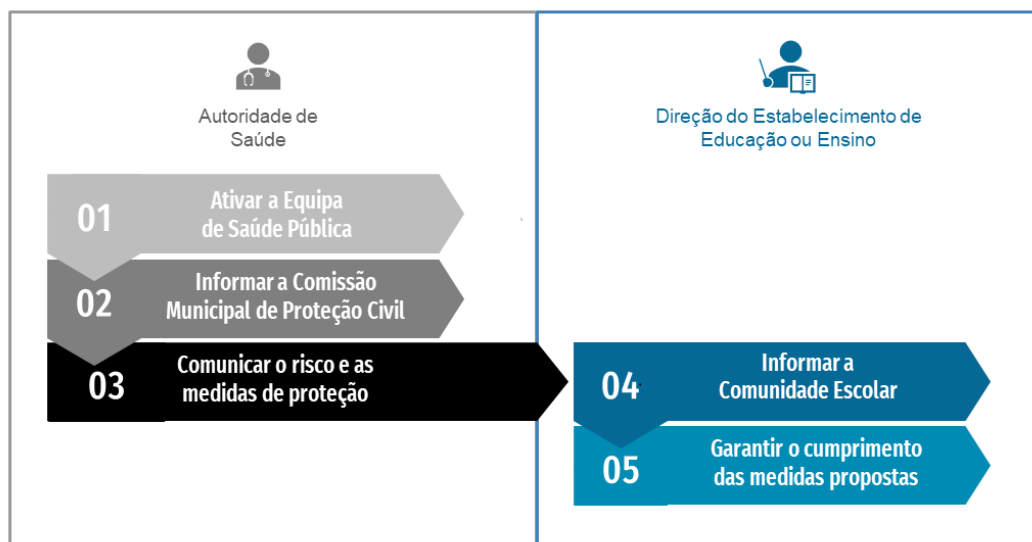 Autoridade de
Saúde
Direção do Estabelecimento de
Educação ou Ensino
01
Ativar a Equipa
de Saúde Pública
02
Informar a Comissão
Municipal de Proteção Civil
03
Comunicar o risco e as
medidas de proteção
04
Informar a
Comunidade Escolar
05
Garantir o cumprimento
das medidas propostas